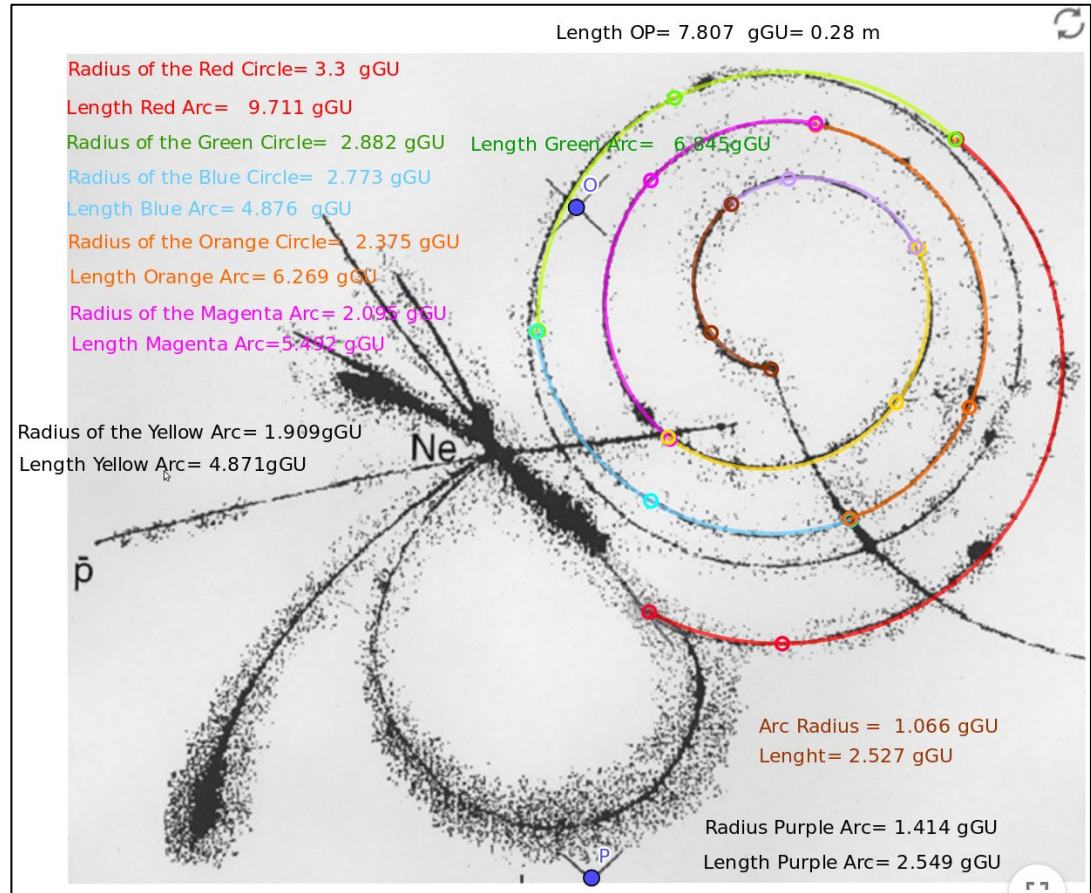 Length OP= 7.807 gGU= 0.28 m
Radius of the Red Circle= 3.3 gGU
Length Red Arc= 9.711 gGU
Radius of the Green Circle= 2.882 gGU
Length Green Arc= 6.845gGU
Radius of the Blue Circle= 2.773 gGU
Length Blue Arc= 4.876 gGU
O
Radius of the Orange Circle= 2.375 gGU
Length Orange Arc= 6.269 gGU
Radius of the Magenta Arc= 2.095 gGU
Length Magenta Arc=5.492 gGU
Radius of the Yellow Arc= 1.909gGU
Ne
Length Yellow Arc= 4.871gGU
p̄
Arc Radius = 1.066 gGU
Lenght= 2.527 gGU
Radius Purple Arc= 1.414 gGU
P
Length Purple Arc= 2.549 gGU